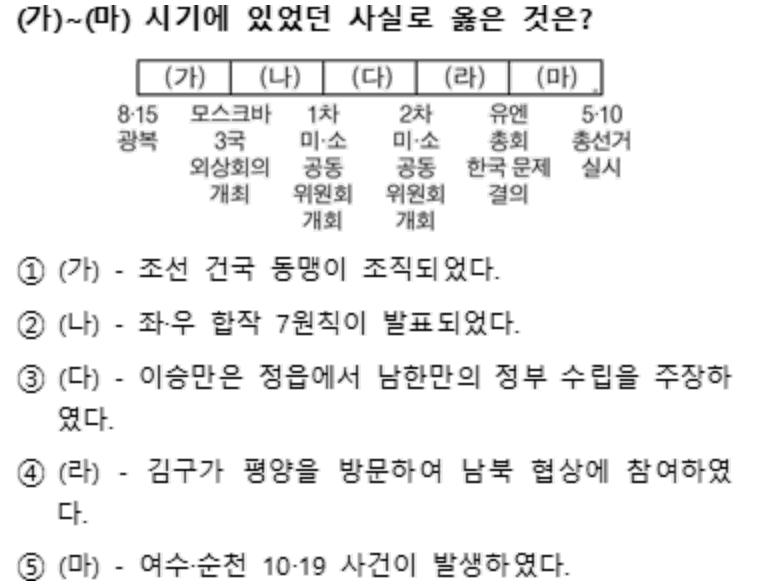 (가)~(마) 시기에 있었던 사실로 옳은 것은?
(가) (나) (다) (라) (마)
8·15 모스크바 1차 2차 유엔 5·10
광복 3국 미·소 미·소 총회 총선거
외상회의 공동 공동 한국 문제 실시
개최 위원회 위원회 결의
개회 개회
① (가) - 조선 건국 동맹이 조직되었다.
② (나) - 좌·우 합작 7원칙이 발표되었다.
③ (다) - 이승만은 정읍에서 남한만의 정부 수립을 주장하
였다.
④ (라) - 김구가 평양을 방문하여 남북 협상에 참여하였
다.
⑤ (마) - 여수·순천 10·19 사건이 발생하였다.